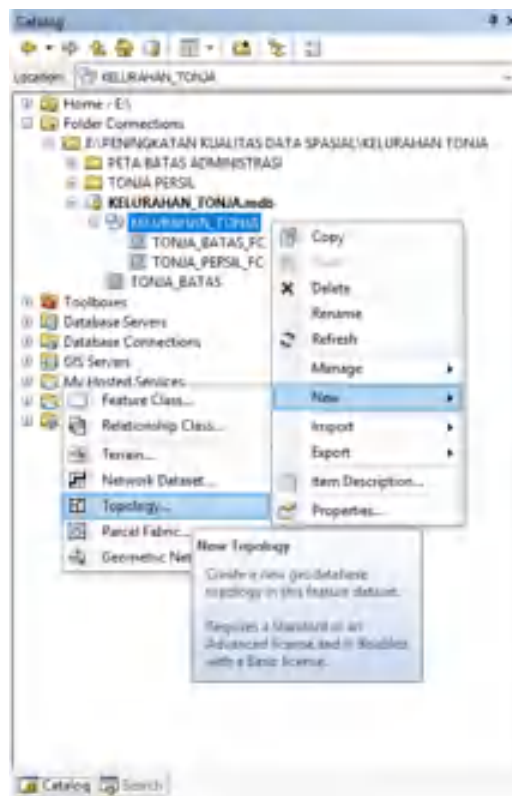 Catalog
Location: KELURAHAN_TONJA
Home - E:\
Folder Connections
E:\PENINGKATAN KUALITAS DATA SPASIAL\KELURAHAN TONJA
PETA BATAS ADMINISTRASI
TONJA PERSIL
KELURAHAN_TONJA.mdb
KELURAHAN_TONJA
TONJA_BATAS_FC
TONJA_PERSIL_FC
TONJA_BATAS
Toolboxes
Database Servers
Database Connections
GIS Servers
My Hosted Services
Copy
Delete
Rename
Refresh
Manage
New
Import
Export
Item Description...
Properties...
Feature Class...
Relationship Class...
Terrain...
Network Dataset...
Topology...
Parcel Fabric...
Geometric Net
New Topology
Create a new geodatabase
topology in this feature dataset.
Requires a Standard or an
Advanced license and is disabled
with a Basic license.
Catalog Search